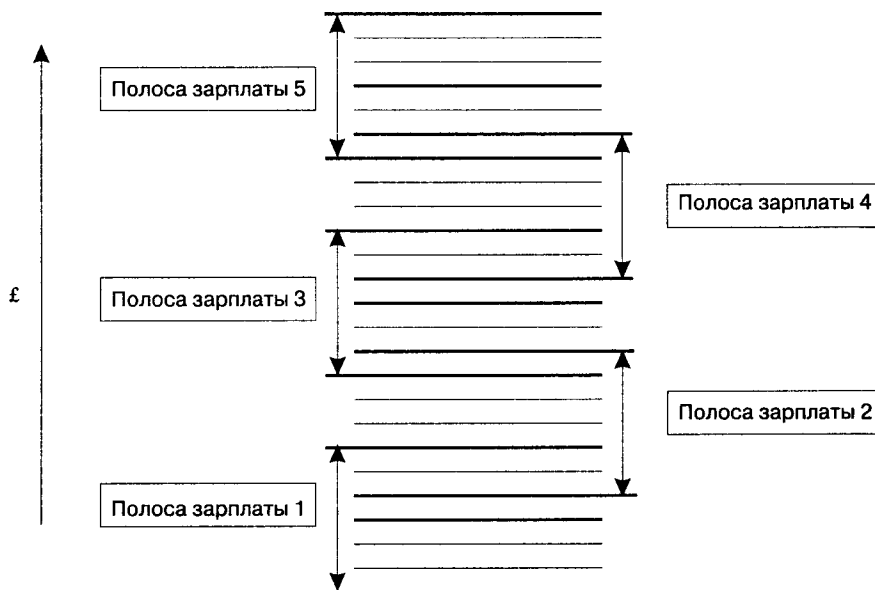 Полоса зарплаты 5
Полоса зарплаты 4
£
Полоса зарплаты 3
Полоса зарплаты 2
Полоса зарплаты 1